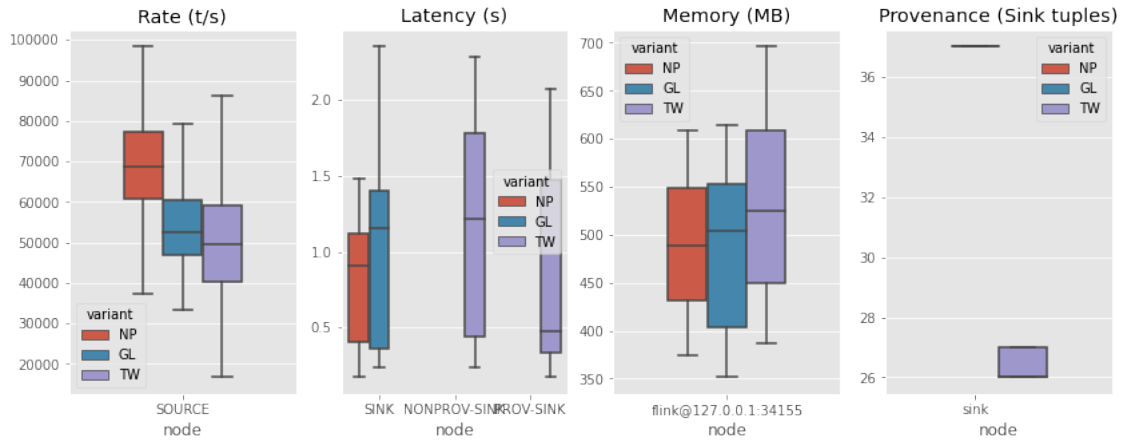 Rate (t/s)
100000
90000
80000
70000
60000
50000
40000
30000
20000
variant
NP
GL
TW
SOURCE
node
Latency (s)
2.0
1.5
1.0
0.5
variant
NP
GL
TW
SINK
NONPROV-SINK
PROV-SINK
node
Memory (MB)
700
650
600
550
500
450
400
350
variant
NP
GL
TW
flink@127.0.0.1:34155
node
Provenance (Sink tuples)
36
34
32
30
28
26
variant
NP
GL
TW
sink
node